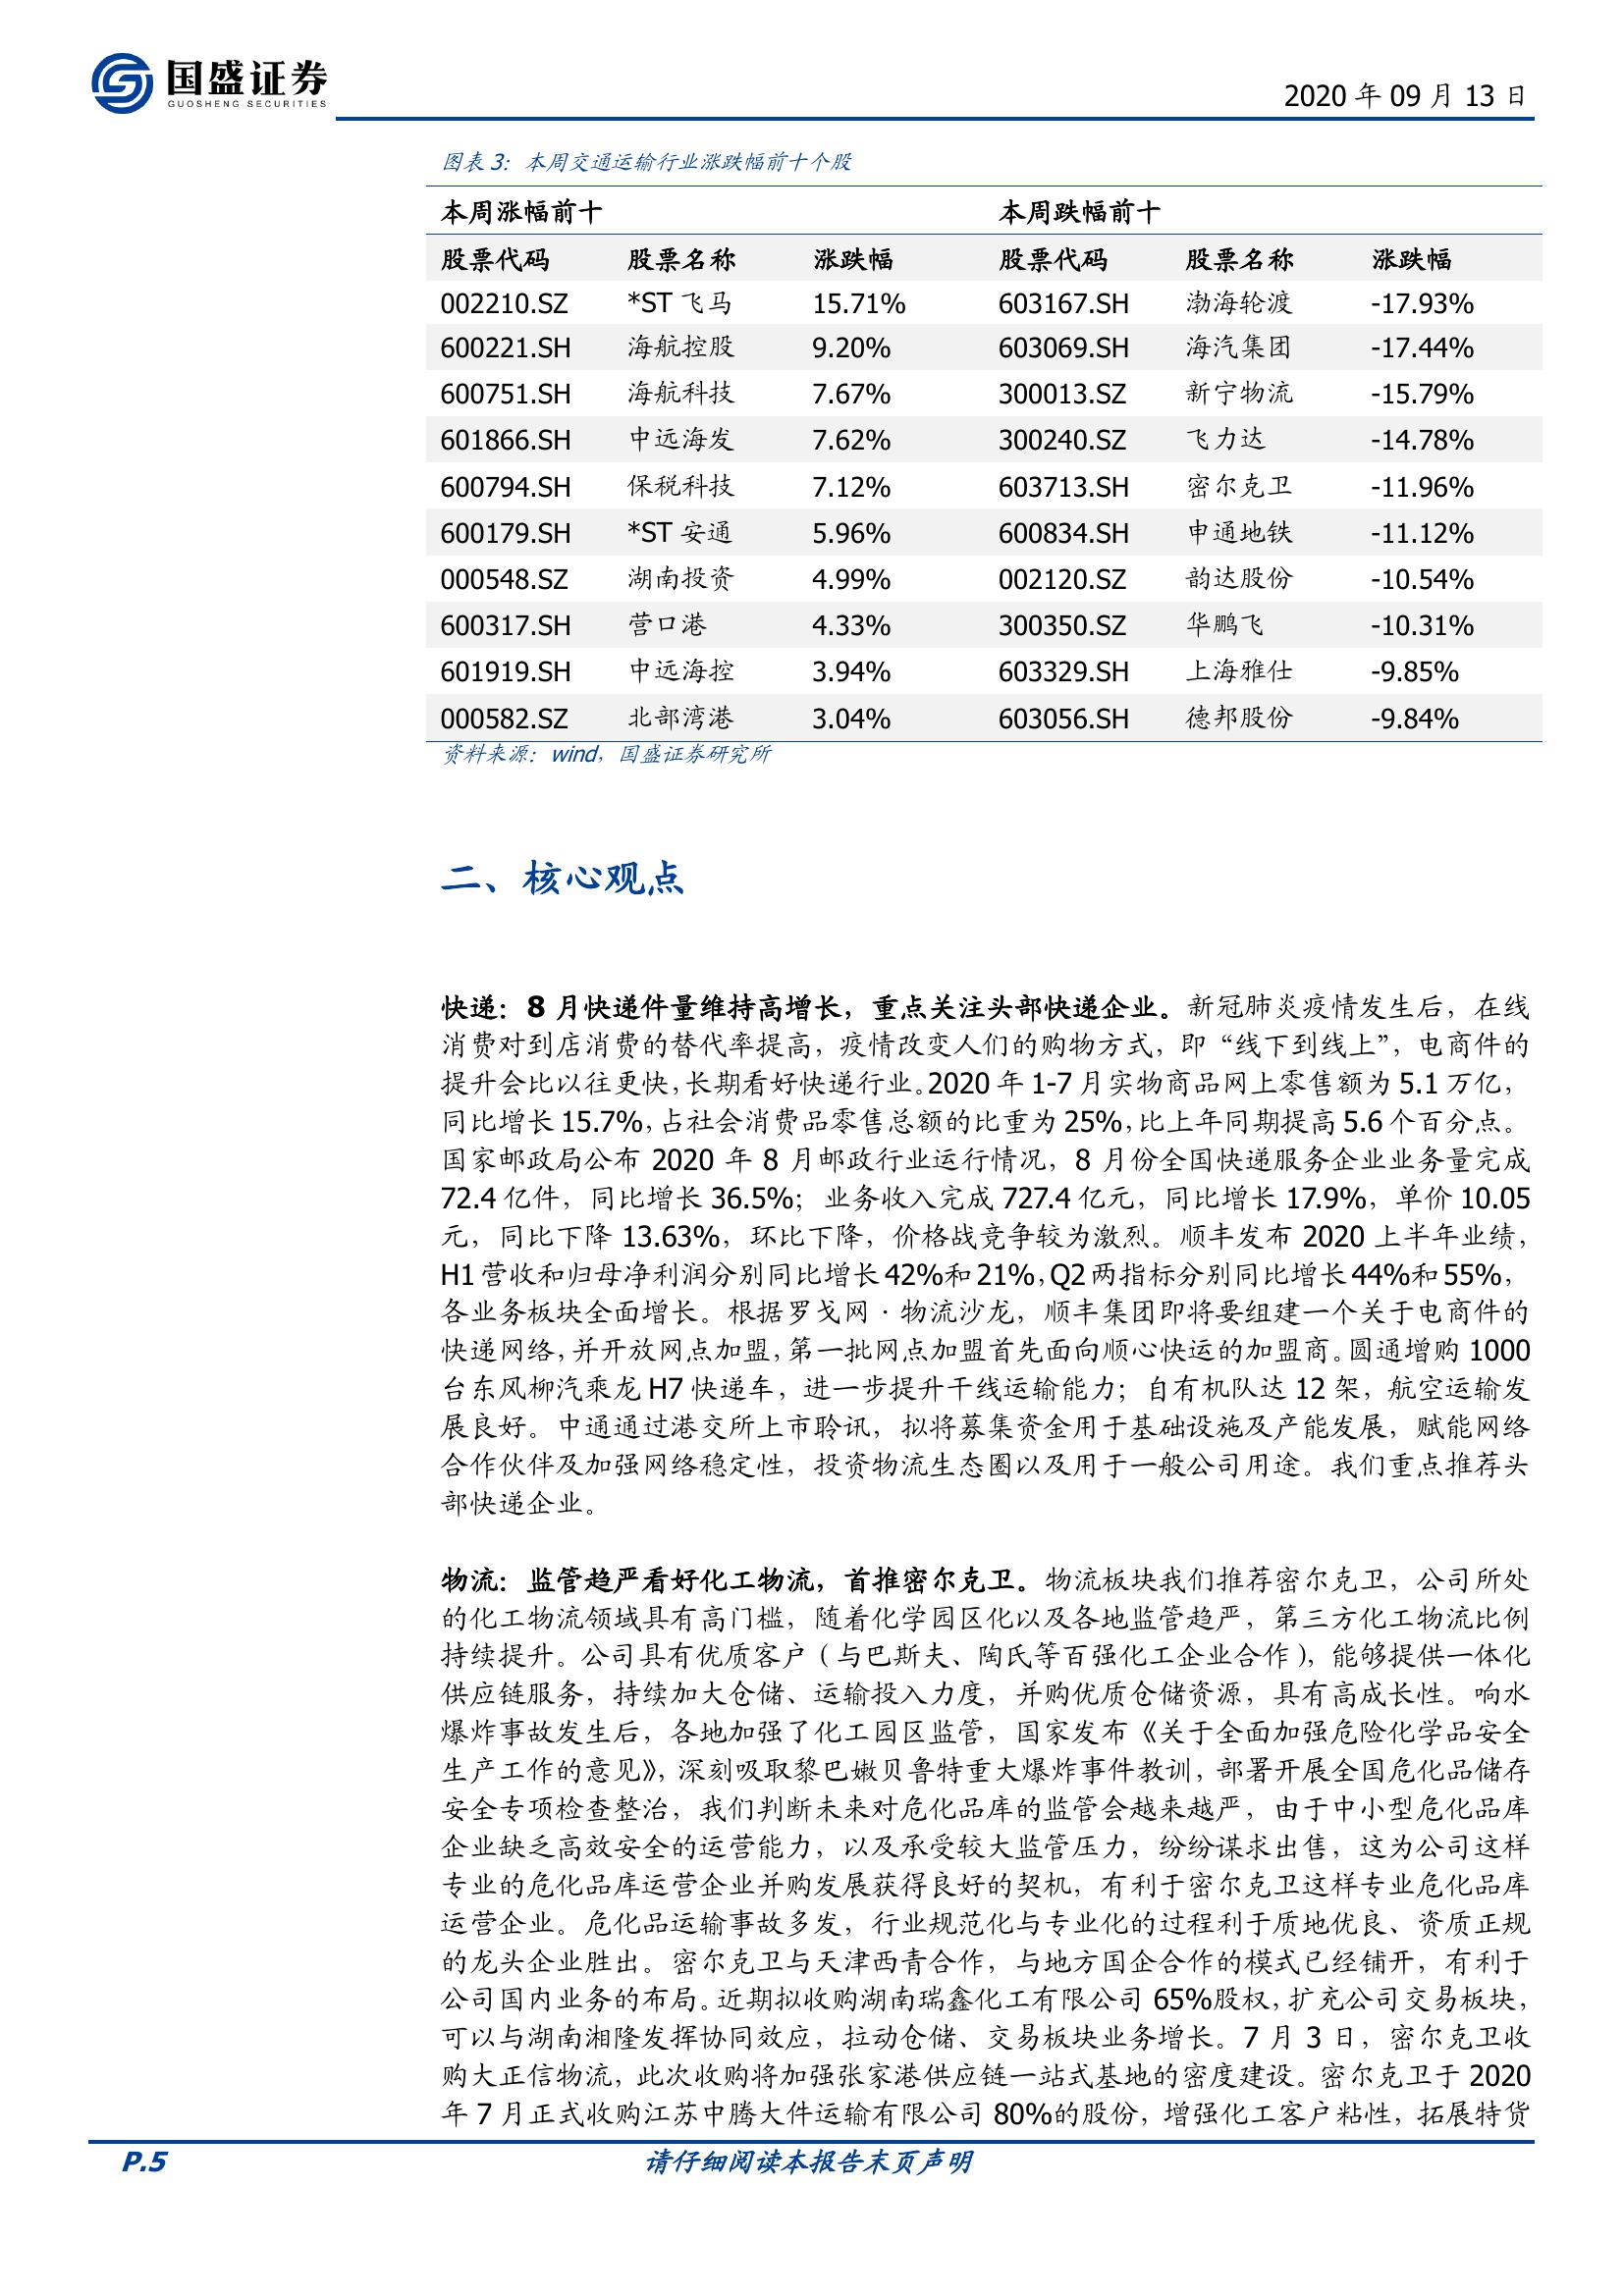 国盛证券
GUOSHENG SECURITIES
2020 年 09 月 13 日
图表 3：本周交通运输行业涨跌幅前十个股
本周涨幅前十 本周跌幅前十
股票代码 股票名称 涨跌幅 股票代码 股票名称 涨跌幅
002210.SZ *ST 飞马 15.71% 603167.SH 渤海轮渡 -17.93%
600221.SH 海航控股 9.20% 603069.SH 海汽集团 -17.44%
600751.SH 海航科技 7.67% 300013.SZ 新宁物流 -15.79%
601866.SH 中远海发 7.62% 300240.SZ 飞力达 -14.78%
600794.SH 保税科技 7.12% 603713.SH 密尔克卫 -11.96%
600179.SH *ST 安通 5.96% 600834.SH 申通地铁 -11.12%
000548.SZ 湖南投资 4.99% 002120.SZ 韵达股份 -10.54%
600317.SH 营口港 4.33% 300350.SZ 华鹏飞 -10.31%
601919.SH 中远海控 3.94% 603329.SH 上海雅仕 -9.85%
000582.SZ 北部湾港 3.04% 603056.SH 德邦股份 -9.84%
资料来源：wind，国盛证券研究所
二、核心观点
快递：8 月快递件量维持高增长，重点关注头部快递企业。新冠肺炎疫情发生后，在线
消费对到店消费的替代率提高，疫情改变人们的购物方式，即“线下到线上”，电商件的
提升会比以往更快，长期看好快递行业。2020 年 1-7 月实物商品网上零售额为 5.1 万亿，
同比增长 15.7%，占社会消费品零售总额的比重为 25%，比上年同期提高 5.6 个百分点。
国家邮政局公布 2020 年 8 月邮政行业运行情况，8 月份全国快递服务企业业务量完成
72.4 亿件，同比增长 36.5%；业务收入完成 727.4 亿元，同比增长 17.9%，单价 10.05
元，同比下降 13.63%，环比下降，价格战竞争较为激烈。顺丰发布 2020 上半年业绩，
H1 营收和归母净利润分别同比增长 42%和 21%，Q2 两指标分别同比增长 44%和 55%，
各业务板块全面增长。根据罗戈网·物流沙龙，顺丰集团即将要组建一个关于电商件的
快递网络，并开放网点加盟，第一批网点加盟首先面向顺心快运的加盟商。圆通增购 1000
台东风柳汽乘龙 H7 快递车，进一步提升干线运输能力；自有机队达 12 架，航空运输发
展良好。中通通过港交所上市聆讯，拟将募集资金用于基础设施及产能发展，赋能网络
合作伙伴及加强网络稳定性，投资物流生态圈以及用于一般公司用途。我们重点推荐头
部快递企业。
物流：监管趋严看好化工物流，首推密尔克卫。物流板块我们推荐密尔克卫，公司所处
的化工物流领域具有高门槛，随着化学园区化以及各地监管趋严，第三方化工物流比例
持续提升。公司具有优质客户（与巴斯夫、陶氏等百强化工企业合作），能够提供一体化
供应链服务，持续加大仓储、运输投入力度，并购优质仓储资源，具有高成长性。响水
爆炸事故发生后，各地加强了化工园区监管，国家发布《关于全面加强危险化学品安全
生产工作的意见》，深刻吸取黎巴嫩贝鲁特重大爆炸事件教训，部署开展全国危化品储存
安全专项检查整治，我们判断未来对危化品库的监管会越来越严，由于中小型危化品库
企业缺乏高效安全的运营能力，以及承受较大监管压力，纷纷谋求出售，这为公司这样
专业的危化品库运营企业并购发展获得良好的契机，有利于密尔克卫这样专业危化品库
运营企业。危化品运输事故多发，行业规范化与专业化的过程利于质地优良、资质正规
的龙头企业胜出。密尔克卫与天津西青合作，与地方国企合作的模式已经铺开，有利于
公司国内业务的布局。近期拟收购湖南瑞鑫化工有限公司 65%股权，扩充公司交易板块，
可以与湖南湘隆发挥协同效应，拉动仓储、交易板块业务增长。7 月 3 日，密尔克卫收
购大正信物流，此次收购将加强张家港供应链一站式基地的密度建设。密尔克卫于 2020
年 7 月正式收购江苏中腾大件运输有限公司 80%的股份，增强化工客户粘性，拓展特货
P.5 请仔细阅读本报告末页声明